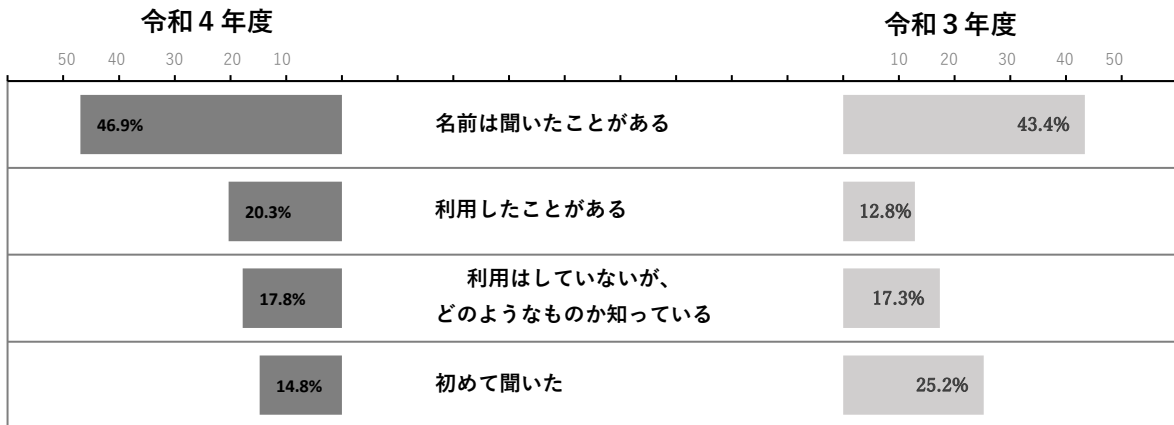 令和４年度 令和３年度
50 40 30 20 10 10 20 30 40 50
46.9% 名前は聞いたことがある 43.4%
20.3% 利用したことがある 12.8%
利用はしていないが、
17.8% どのようなものか知っている 17.3%
14.8% 初めて聞いた 25.2%